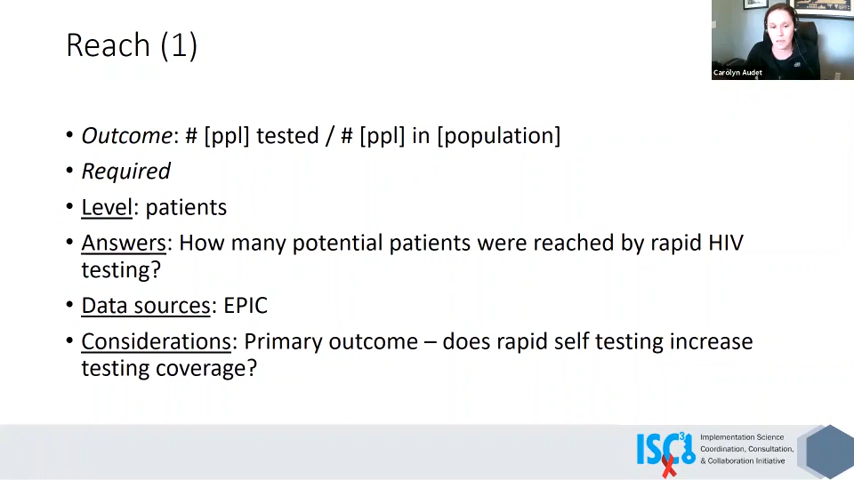 Reach (1)
Carolyn Audet
• Outcome: # [ppl] tested / # [ppl] in [population]
• Required
• Level: patients
• Answers: How many potential patients were reached by rapid HIV
testing?
• Data sources: EPIC
• Considerations: Primary outcome – does rapid self testing increase
testing coverage?
ISC3I
Implementation Science
Coordination, Consultation,
& Collaboration Initiative